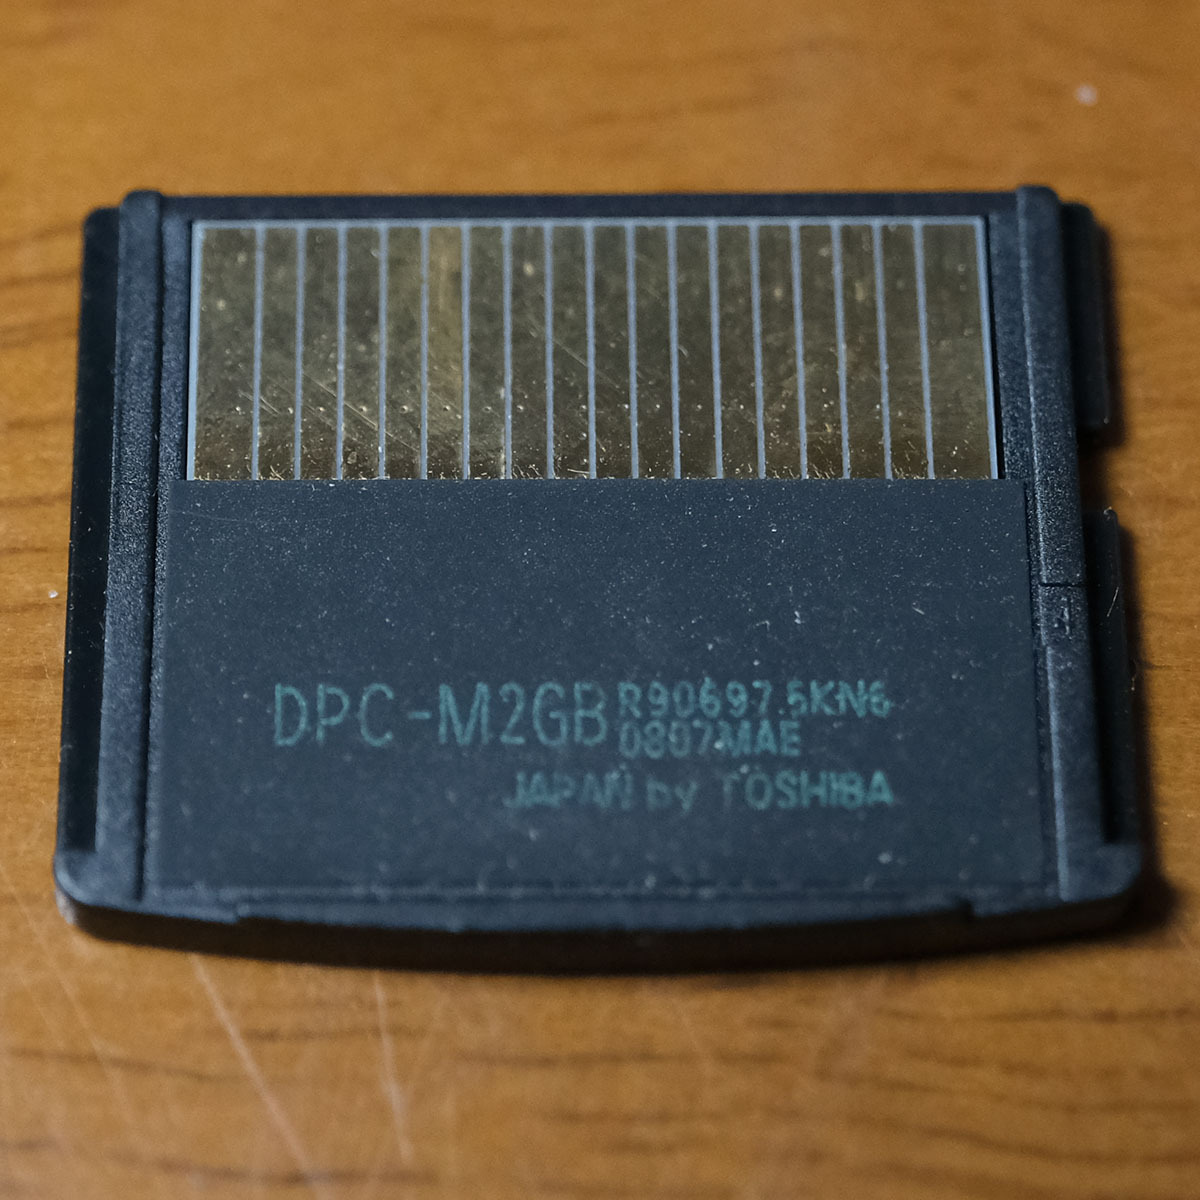 DPC-M2GB R90697.5KN6
0807MAE
JAPAN by TOSHIBA